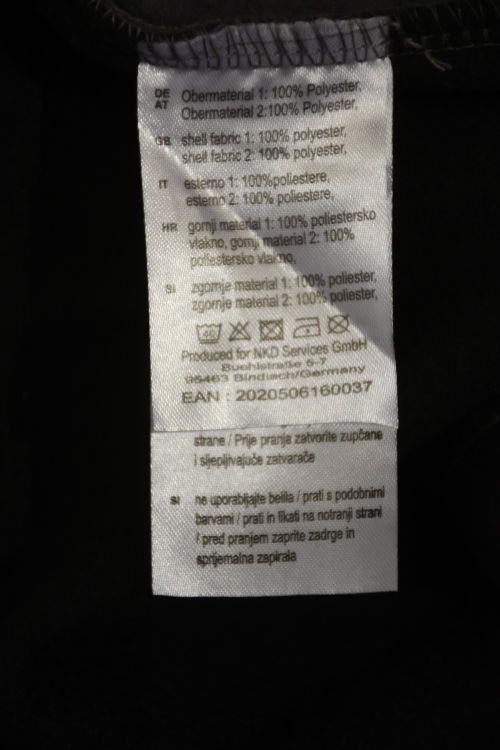 DE AT Obermaterial 1: 100% Polyester,
Obermaterial 2:100% Polyester,
GB shell fabric 1: 100% polyester,
shell fabric 2: 100% polyester,
IT esterno 1: 100%poliestere,
esterno 2: 100% poliestere,
HR gornji materijal 1: 100% poliestersko
vlakno, gornji materijal 2: 100%
poliestersko vlakno,
SI zgornje material 1: 100% poliester,
zgornje material 2: 100% poliester,
40
Produced for NKD Services GmbH
Buehlstraße 5-7
95463 Bindlach/Germany
EAN : 2020506160037
strane / Prije pranja zatvorite zupčane
i sljepljivajuče zatvarače
SI ne uporabljajte belila / prati s podobnimi
barvami / prati in likati na notranji strani
/ pred pranjem zaprite zadrge in
sprijemalna zapirala